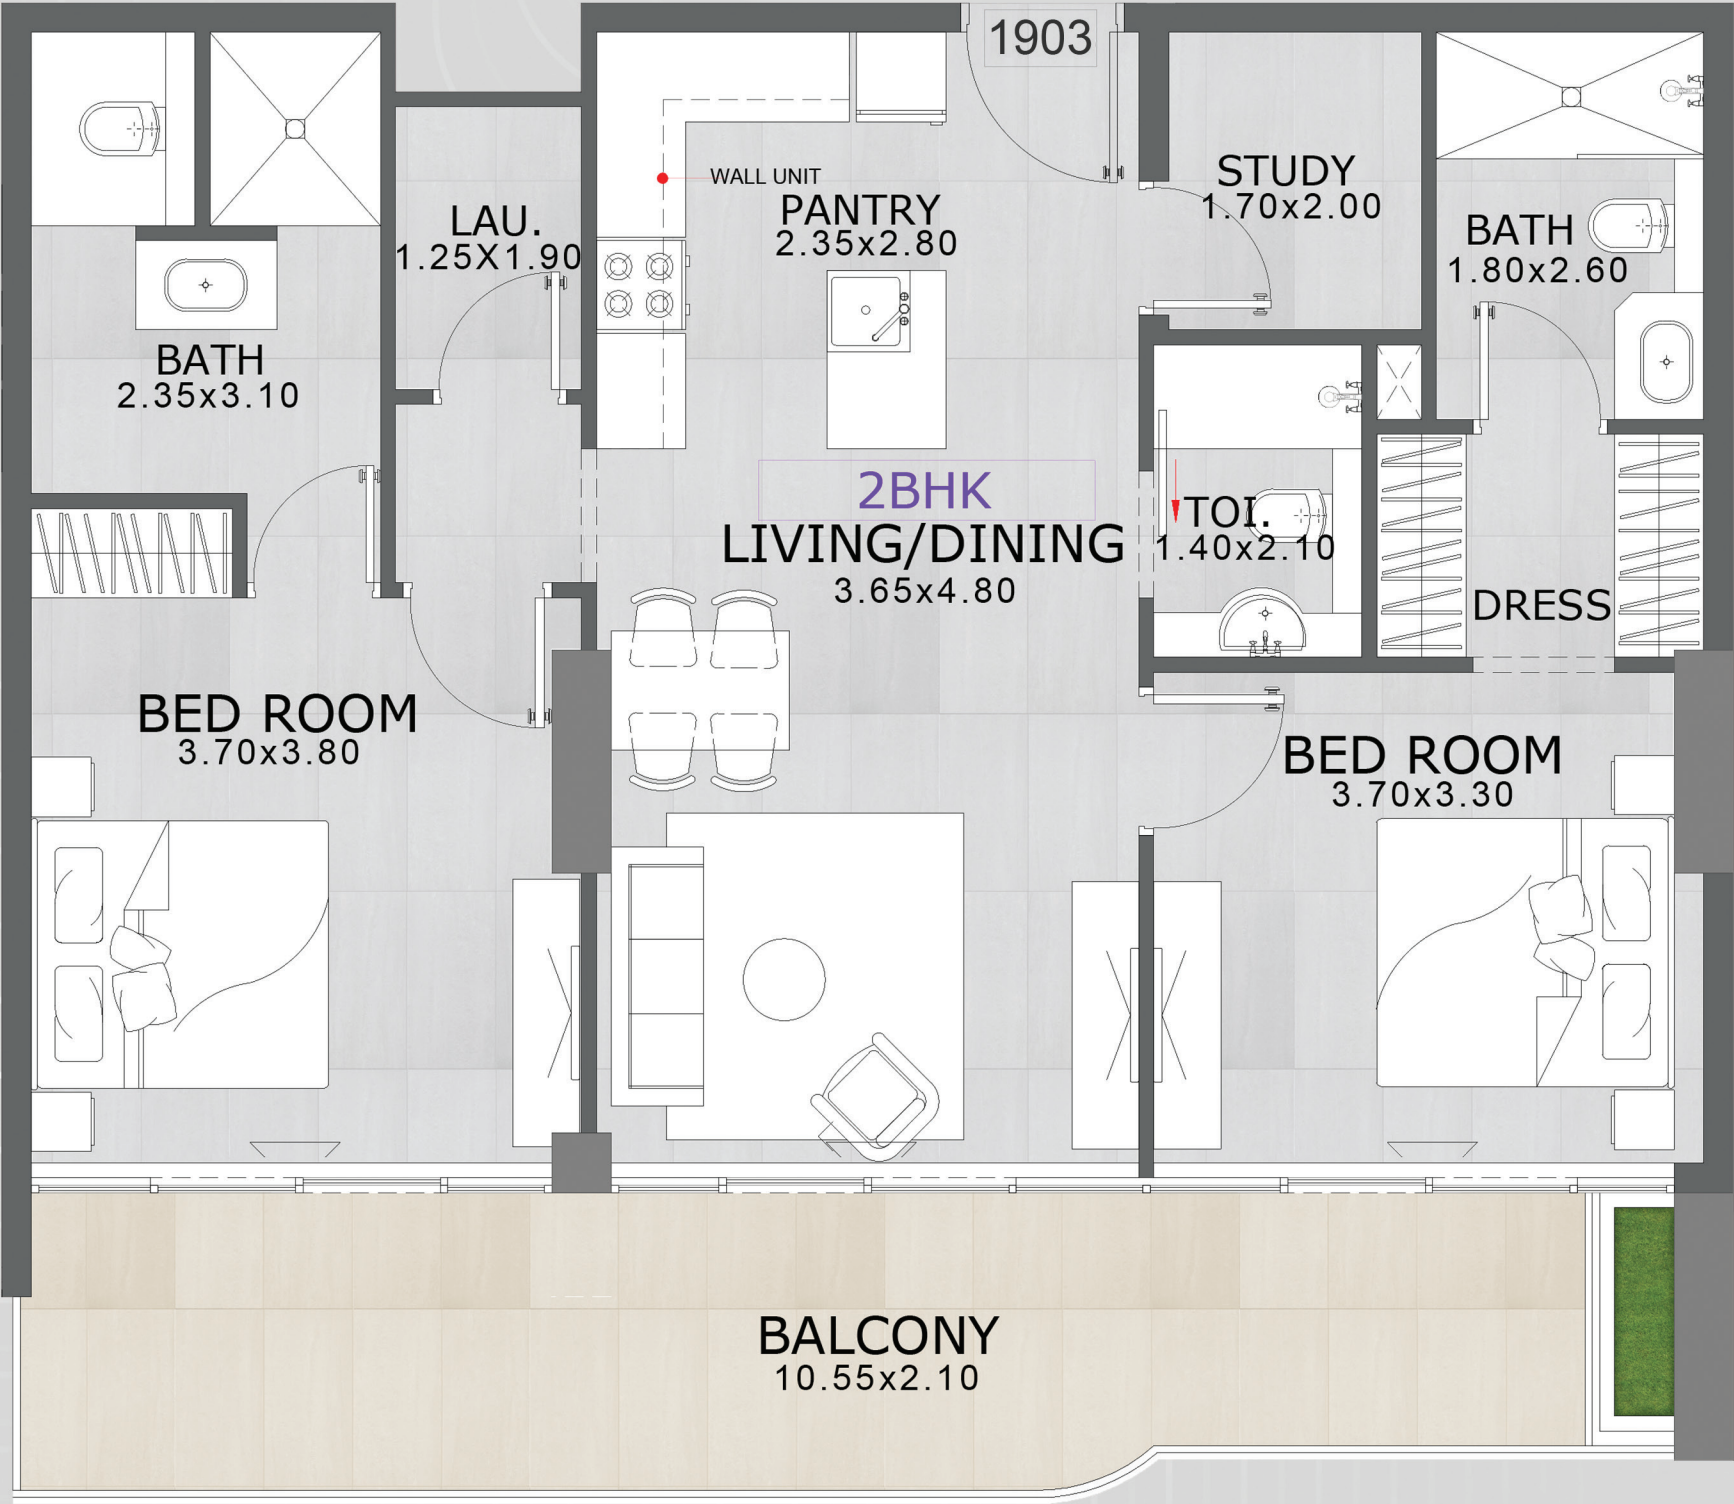 1903
WALL UNIT
STUDY
1.70x2.00
PANTRY
2.35x2.80
LAU.
1.25X1.90
BATH
1.80x2.60
BATH
2.35x3.10
2BHK
LIVING/DINING
3.65x4.80
TOI.
1.40x2.10
DRESS
BED ROOM
3.70x3.80
BED ROOM
3.70x3.30
BALCONY
10.55x2.10